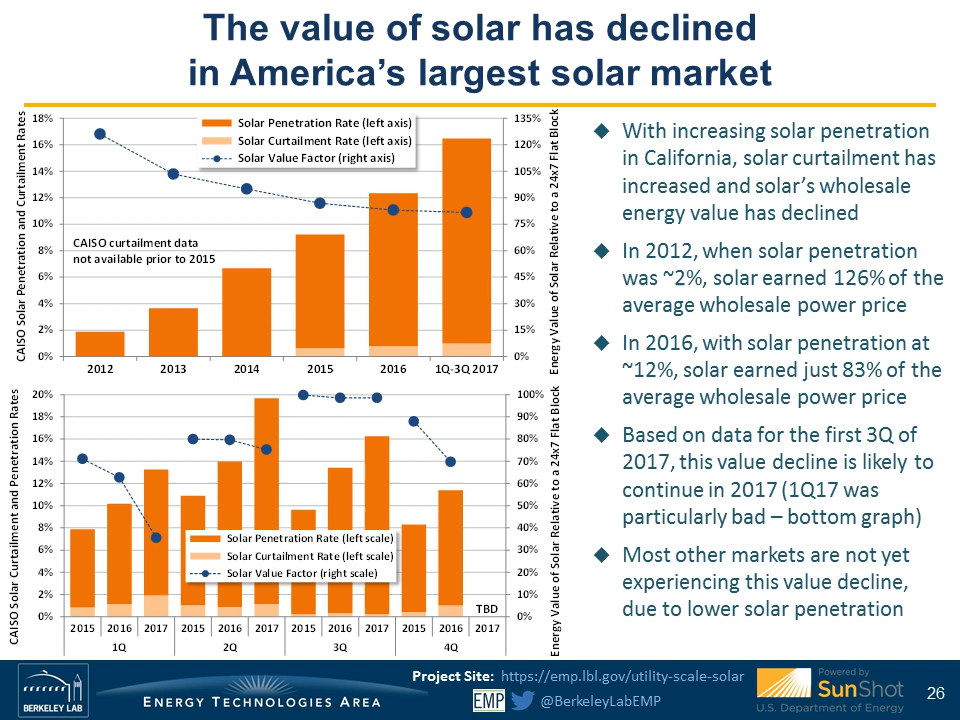 The value of solar has declined
in America's largest solar market
CAISO Solar Penetration and Curtailment Rates
18%
16%
14%
12%
10%
8%
6%
4%
2%
0%
Solar Penetration Rate (left axis)
Solar Curtailment Rate (left axis)
Solar Value Factor (right axis)
CAISO curtailment data
not available prior to 2015
135%
120%
105%
90%
75%
60%
45%
30%
15%
0%
Energy Value of Solar Relative to a 24x7 Flat Block
2012 2013 2014 2015 2016 1Q-3Q 2017
CAISO Solar Curtailment and Penetration Rates
20%
18%
16%
14%
12%
10%
8%
6%
4%
2%
0%
Solar Penetration Rate (left scale)
Solar Curtailment Rate (left scale)
Solar Value Factor (right scale)
TBD
100%
90%
80%
70%
60%
50%
40%
30%
20%
10%
0%
Energy Value of Solar Relative to a 24x7 Flat Block
2015 2016 2017 2015 2016 2017 2015 2016 2017 2015 2016 2017
1Q 2Q 3Q 4Q
◆ With increasing solar penetration
in California, solar curtailment has
increased and solar's wholesale
energy value has declined
◆ In 2012, when solar penetration
was ~2%, solar earned 126% of the
average wholesale power price
◆ In 2016, with solar penetration at
~12%, solar earned just 83% of the
average wholesale power price
◆ Based on data for the first 3Q of
2017, this value decline is likely to
continue in 2017 (1Q17 was
particularly bad – bottom graph)
◆ Most other markets are not yet
experiencing this value decline,
due to lower solar penetration
BERKELEY LAB
ENERGY TECHNOLOGIES AREA
Project Site: https://emp.lbl.gov/utility-scale-solar
EMP @BerkeleyLabEMP
Powered by
SunShot
U.S. Department of Energy
26